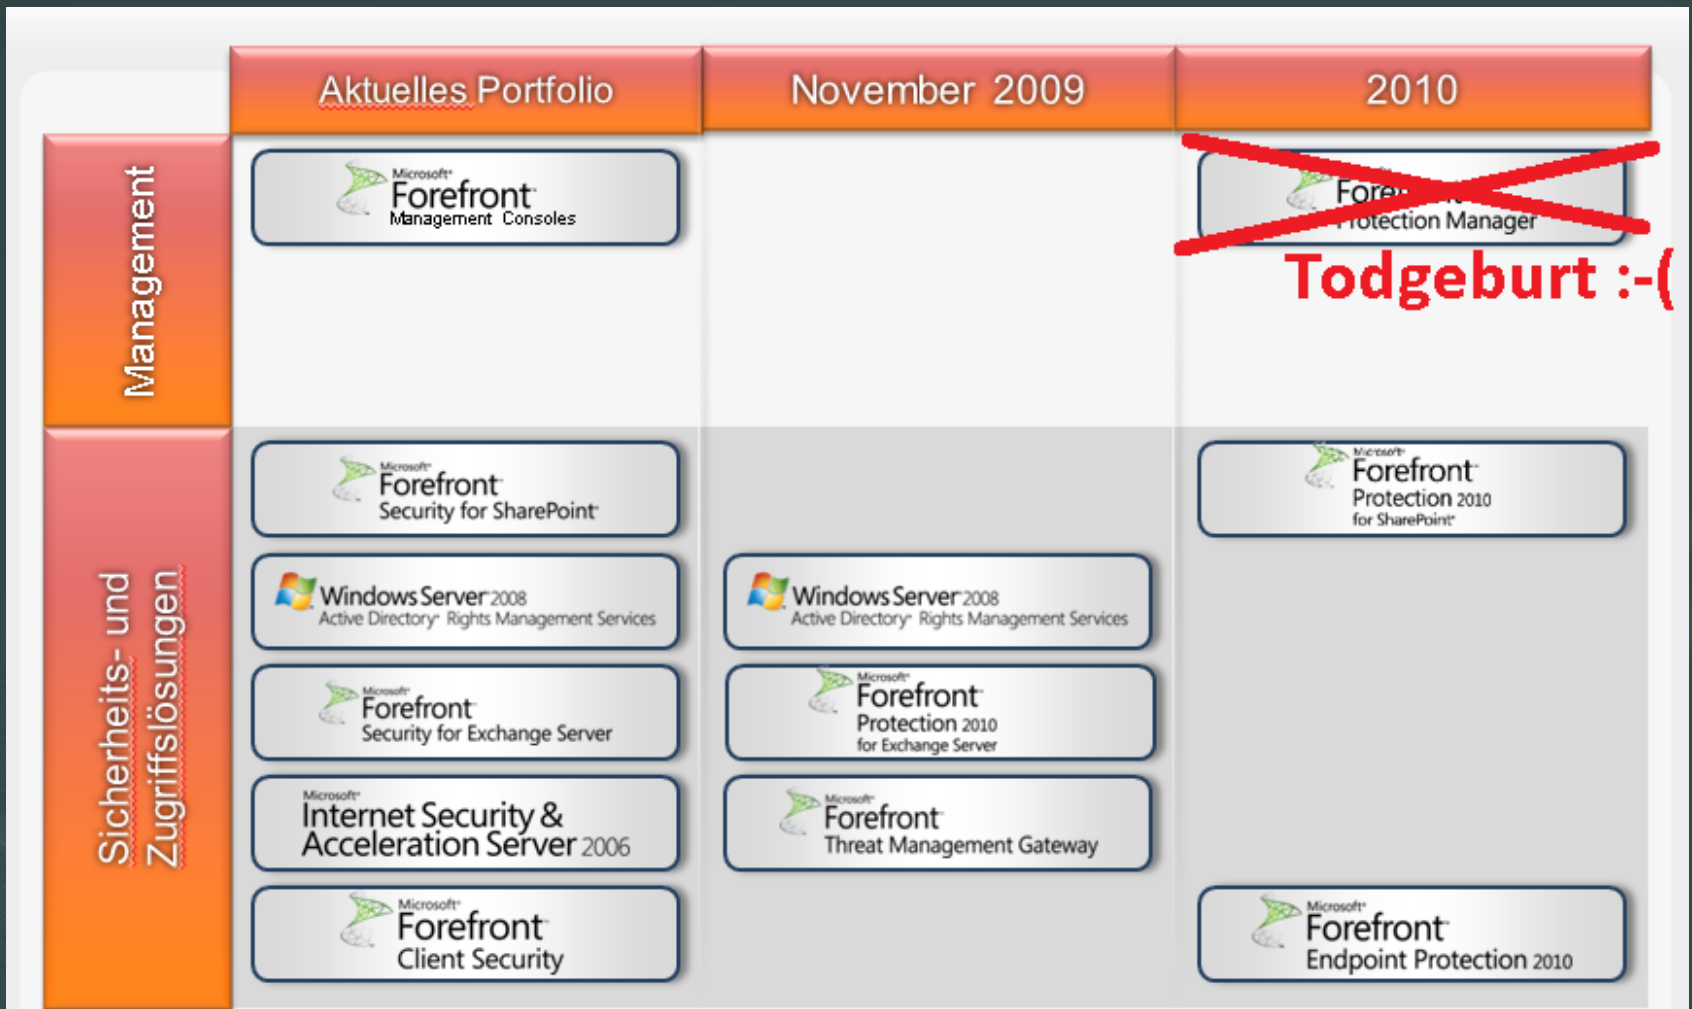 Aktuelles Portfolio
November 2009
2010
Management
Microsoft
Forefront
Management Consoles
Protection Manager
Todgeburt :-(
Sicherheits- und
Zugriffslösungen
Microsoft
Forefront
Security for SharePoint
Microsoft
Forefront
Protection 2010
for SharePoint
Windows Server 2008
Active Directory Rights Management Services
Windows Server 2008
Active Directory Rights Management Services
Microsoft
Forefront
Security for Exchange Server
Microsoft
Forefront
Protection 2010
for Exchange Server
Microsoft
Internet Security &
Acceleration Server 2006
Microsoft
Forefront
Threat Management Gateway
Microsoft
Forefront
Client Security
Microsoft
Forefront
Endpoint Protection 2010